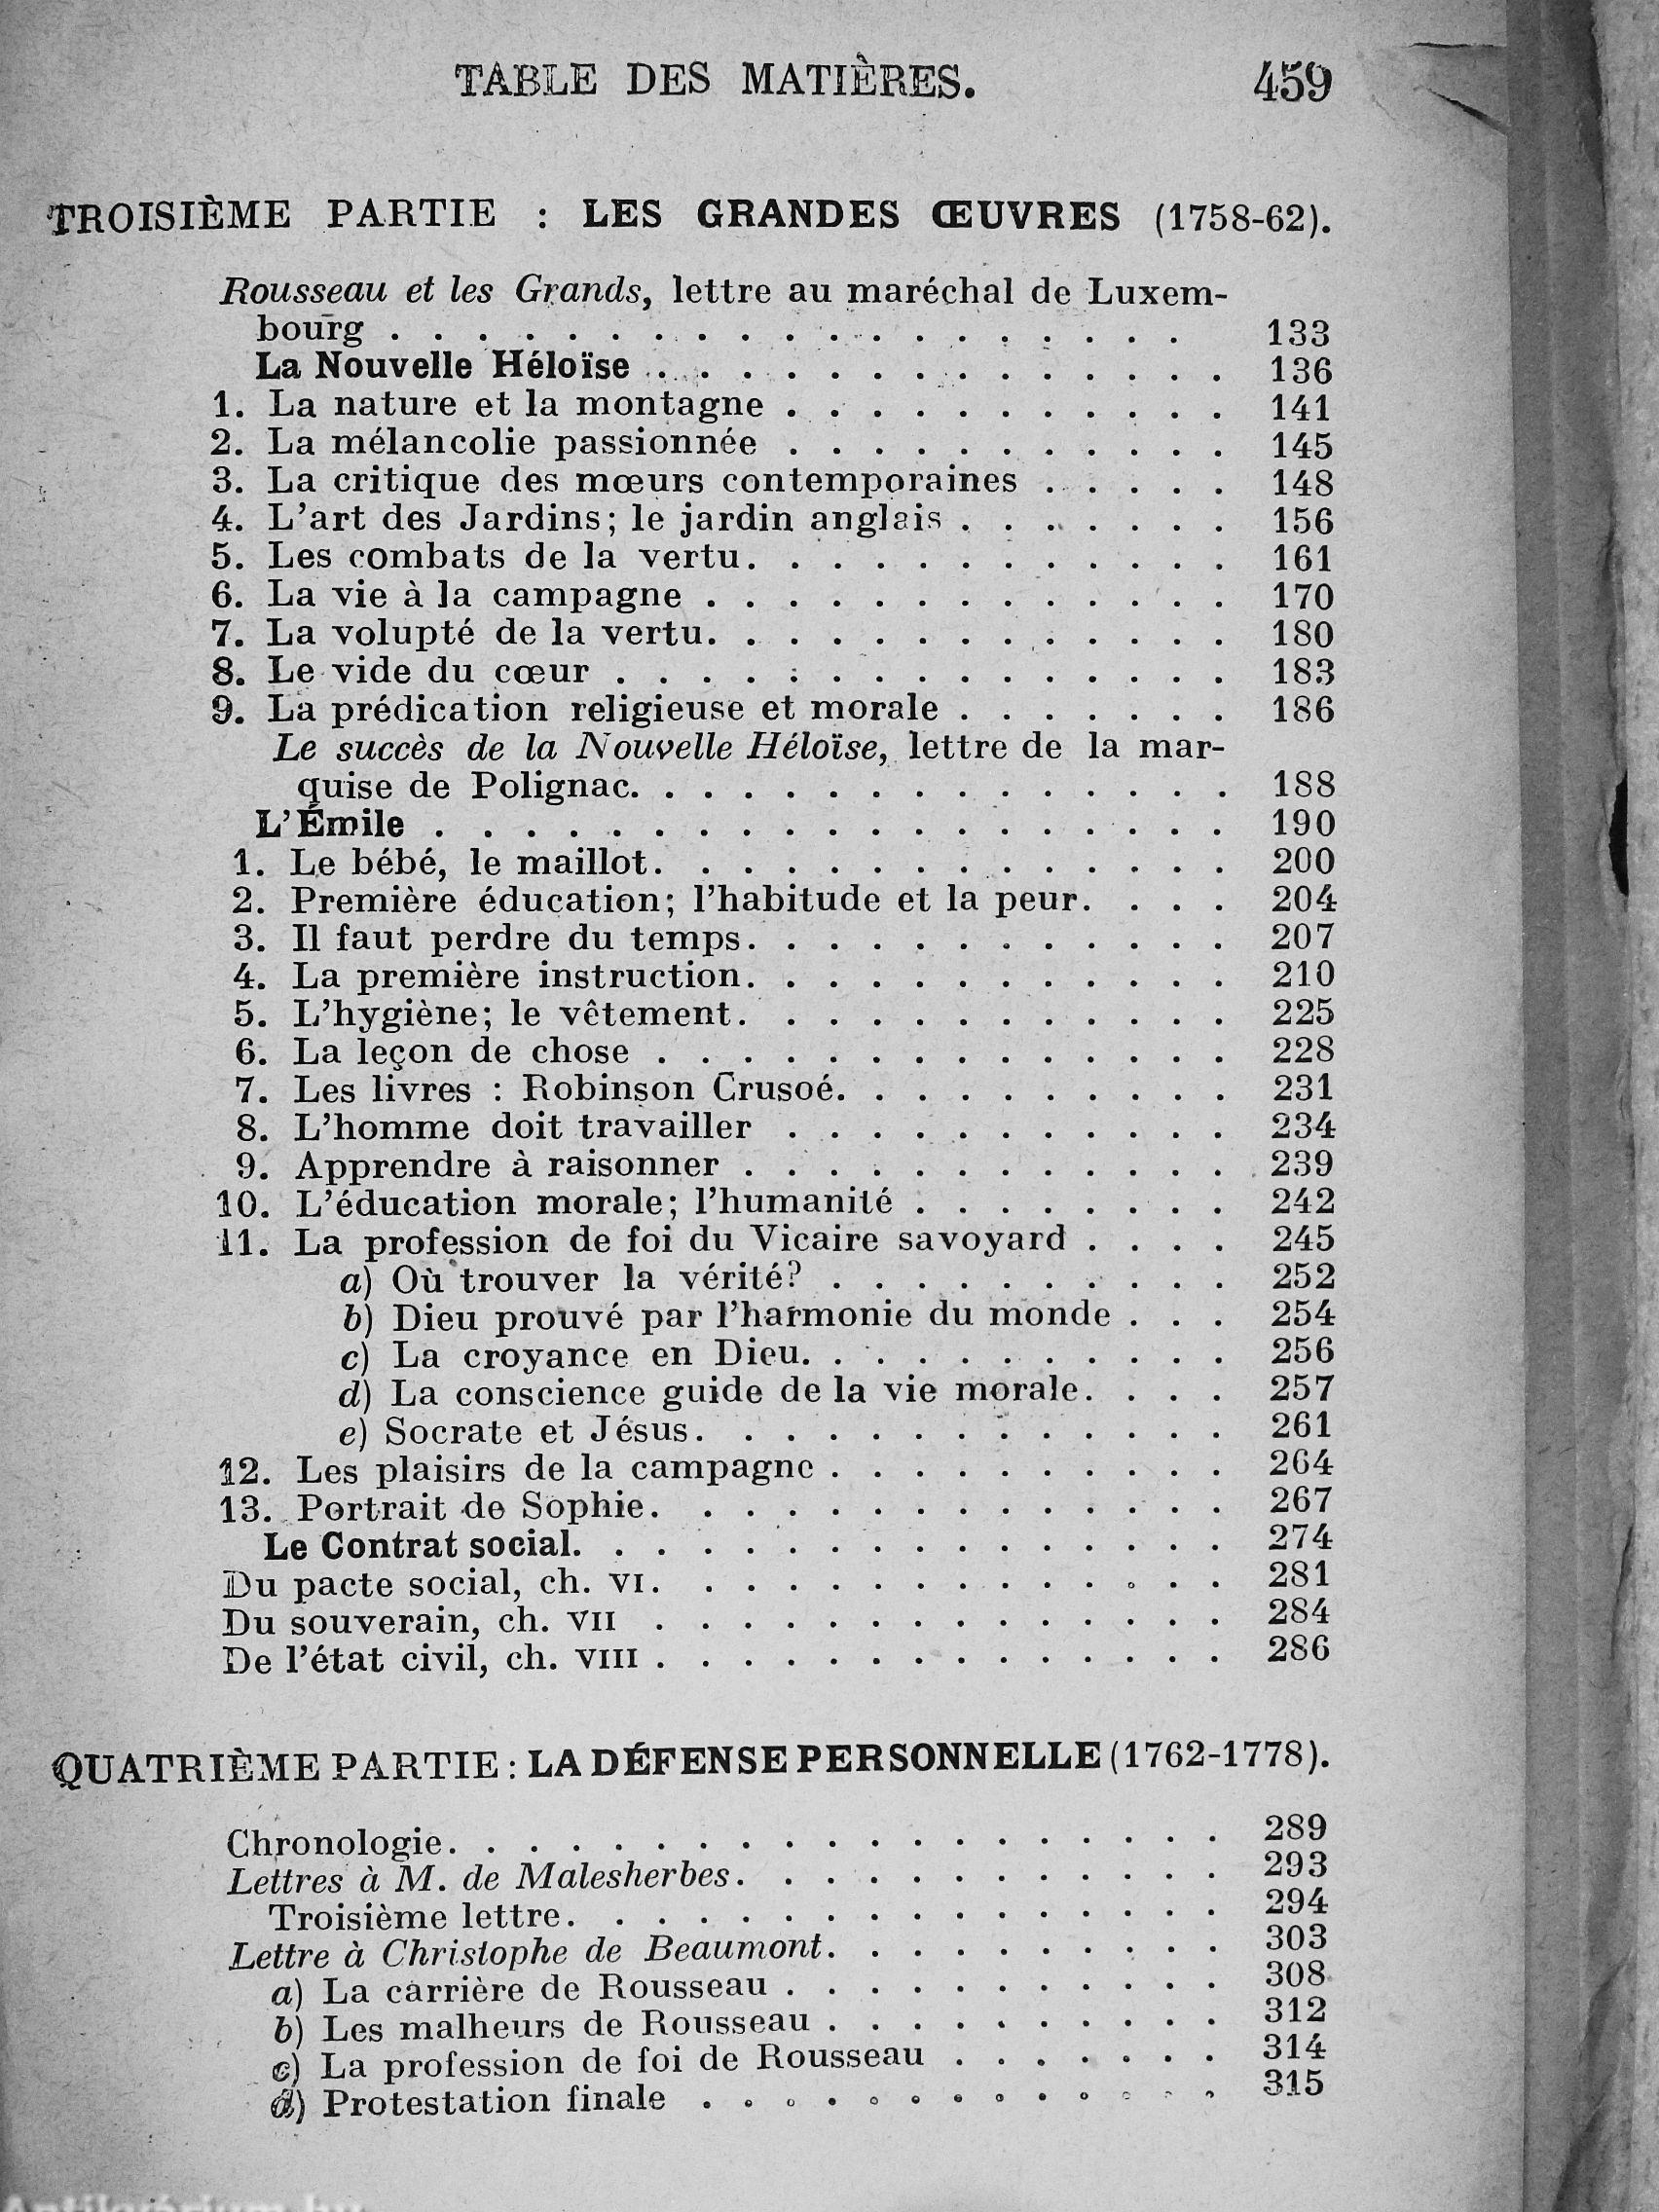 TABLE DES MATIÈRES. 459
TROISIÈME PARTIE : LES GRANDES ŒUVRES (1758-62).
Rousseau et les Grands, lettre au maréchal de Luxem-
bourg . . . . . . . . . . . . . . . . . . . 133
La Nouvelle Héloïse . . . . . . . . . . . . . . 136
1. La nature et la montagne . . . . . . . . . . . 141
2. La mélancolie passionnée . . . . . . . . . . . 145
3. La critique des mœurs contemporaines . . . . . 148
4. L'art des Jardins; le jardin anglais . . . . . . . 156
5. Les combats de la vertu. . . . . . . . . . . . 161
6. La vie à la campagne . . . . . . . . . . . . . 170
7. La volupté de la vertu. . . . . . . . . . . . . 180
8. Le vide du cœur . . . . . . . . . . . . . . . 183
9. La prédication religieuse et morale . . . . . . . 186
Le succès de la Nouvelle Héloïse, lettre de la mar-
quise de Polignac. . . . . . . . . . . . . . . 188
L'Émile . . . . . . . . . . . . . . . . . . . 190
1. Le bébé, le maillot. . . . . . . . . . . . . . 200
2. Première éducation; l'habitude et la peur. . . . 204
3. Il faut perdre du temps. . . . . . . . . . . . 207
4. La première instruction. . . . . . . . . . . . 210
5. L'hygiène; le vêtement. . . . . . . . . . . . 225
6. La leçon de chose . . . . . . . . . . . . . . 228
7. Les livres : Robinson Crusoé. . . . . . . . . . 231
8. L'homme doit travailler . . . . . . . . . . . 234
9. Apprendre à raisonner . . . . . . . . . . . . 239
10. L'éducation morale; l'humanité . . . . . . . . 242
11. La profession de foi du Vicaire savoyard . . . . 245
a) Où trouver la vérité? . . . . . . . . . . 252
b) Dieu prouvé par l'harmonie du monde . . . 254
c) La croyance en Dieu. . . . . . . . . . . 256
d) La conscience guide de la vie morale. . . . 257
e) Socrate et Jésus. . . . . . . . . . . . . 261
12. Les plaisirs de la campagne . . . . . . . . . . 264
13. Portrait de Sophie. . . . . . . . . . . . . . 267
Le Contrat social. . . . . . . . . . . . . . . . 274
Du pacte social, ch. VI. . . . . . . . . . . . . . 281
Du souverain, ch. VII . . . . . . . . . . . . . . 284
De l'état civil, ch. VIII . . . . . . . . . . . . . . 286
QUATRIÈME PARTIE : LA DÉFENSE PERSONNELLE (1762-1778).
Chronologie. . . . . . . . . . . . . . . . . . . 289
Lettres à M. de Malesherbes. . . . . . . . . . . . 293
Troisième lettre. . . . . . . . . . . . . . . . 294
Lettre à Christophe de Beaumont. . . . . . . . . . 303
a) La carrière de Rousseau . . . . . . . . . . . 308
b) Les malheurs de Rousseau . . . . . . . . . . 312
c) La profession de foi de Rousseau . . . . . . . 314
d) Protestation finale . . . . . . . . . . . . . 315